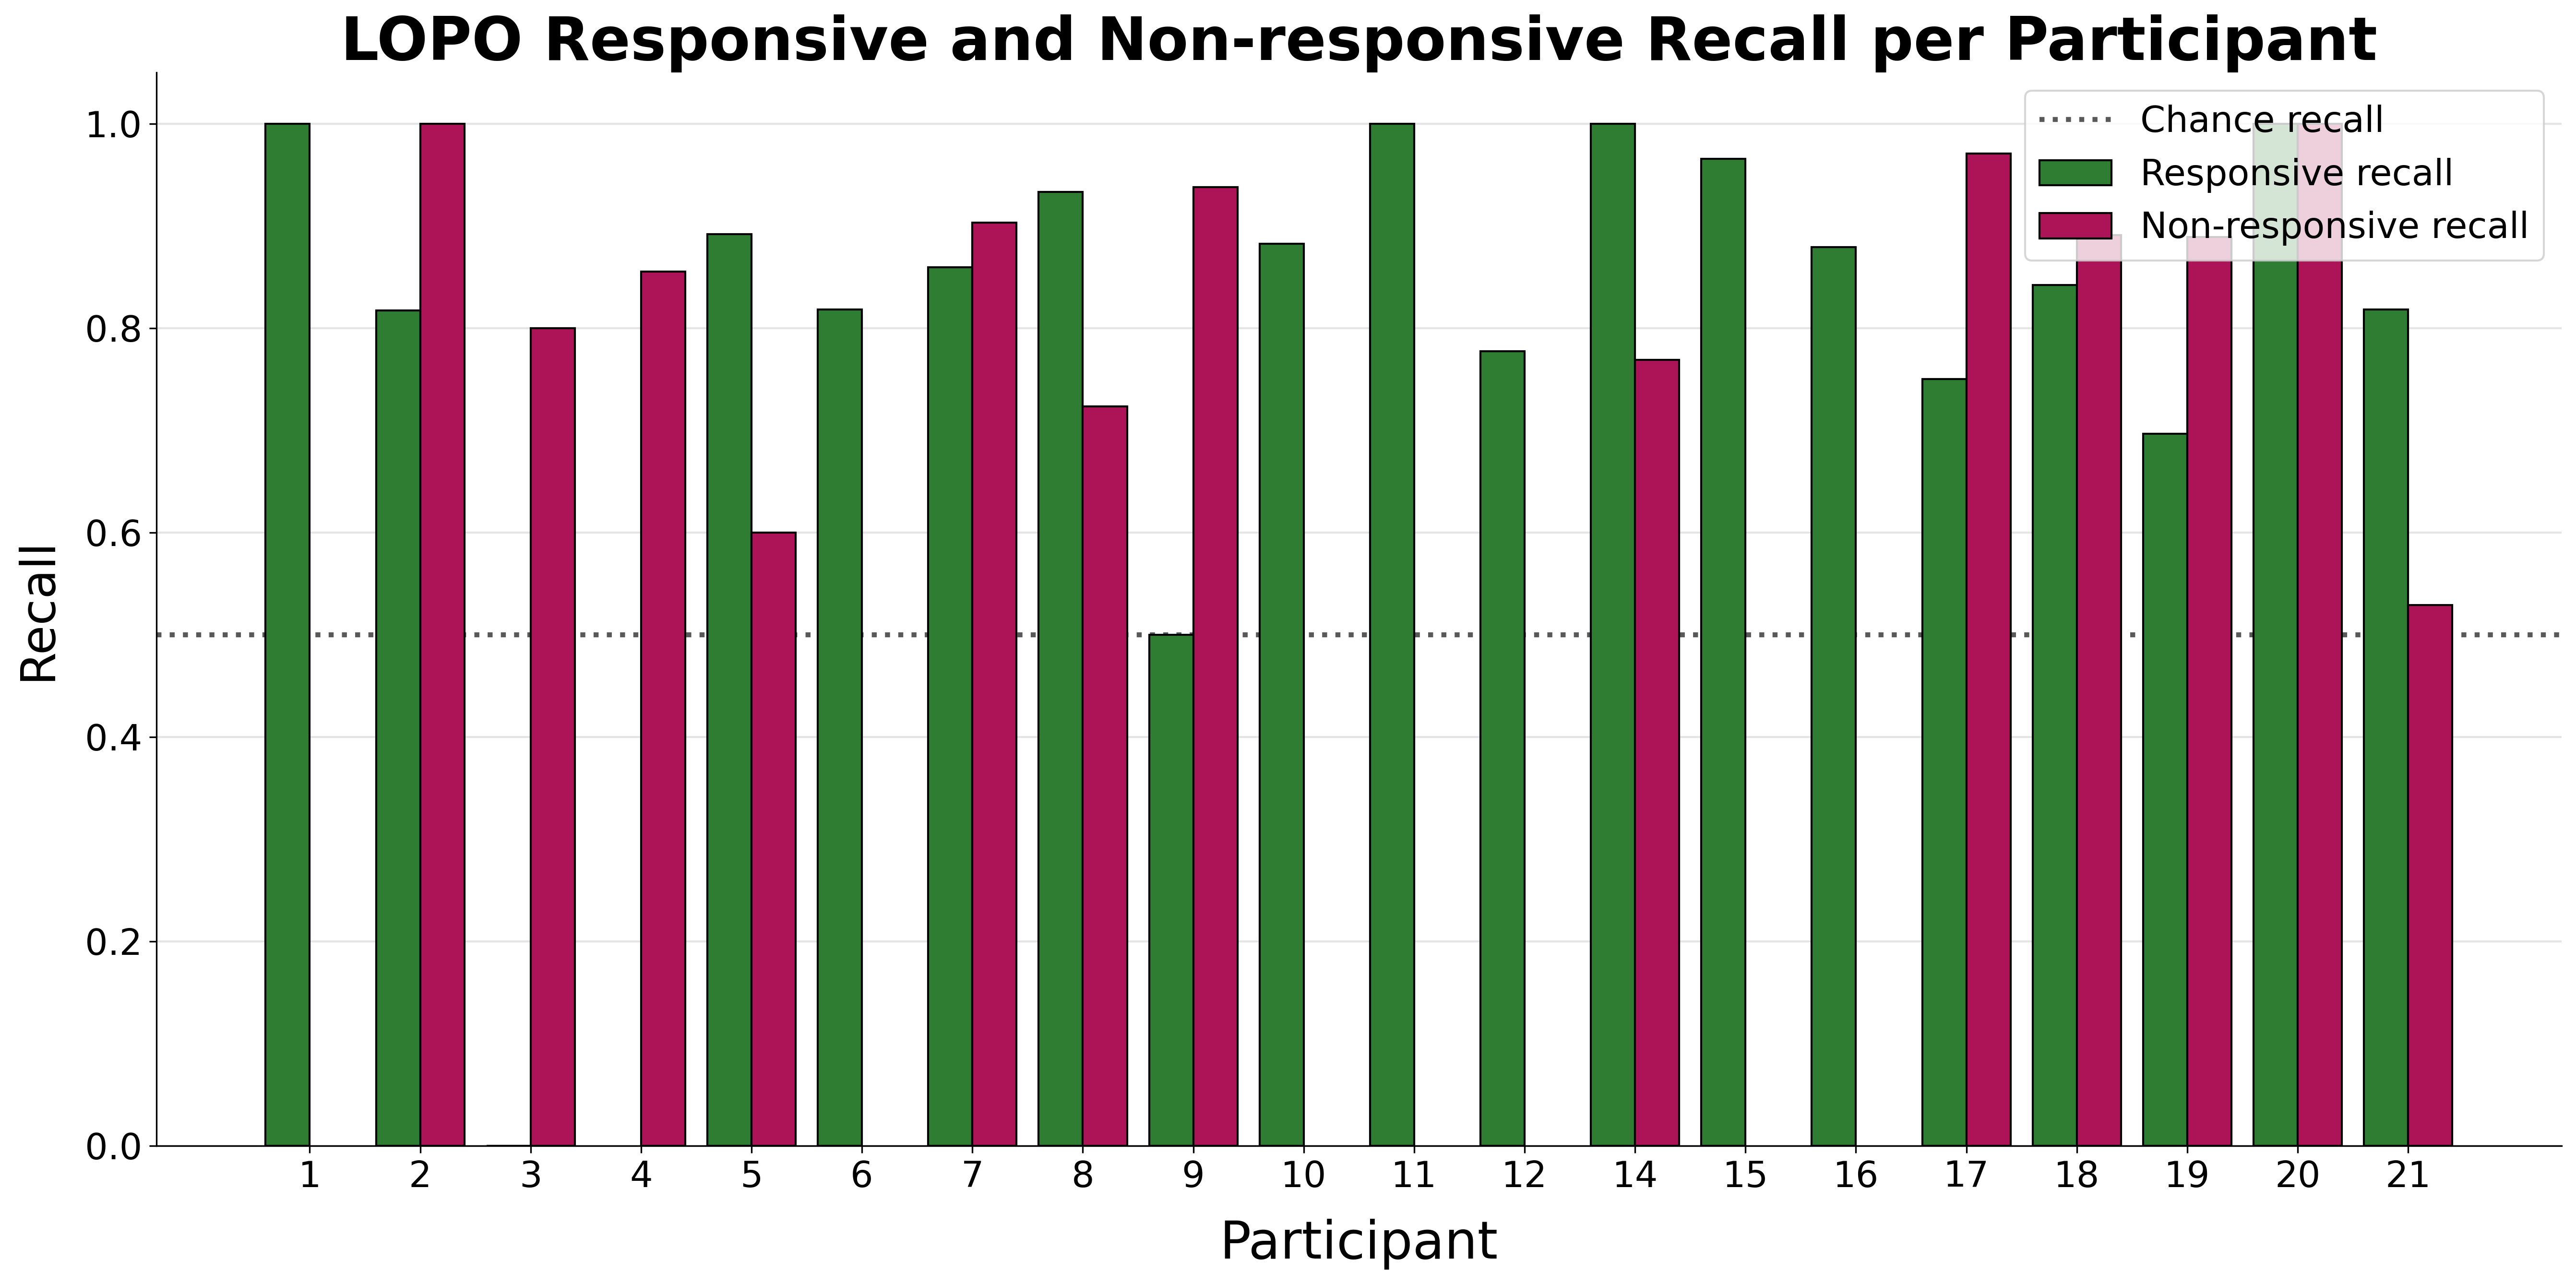 LOPO Responsive and Non-responsive Recall per Participant
Chance recall
Responsive recall
Non-responsive recall
Recall
1.0
0.8
0.6
0.4
0.2
0.0
1 2 3 4 5 6 7 8 9 10 11 12 14 15 16 17 18 19 20 21
Participant